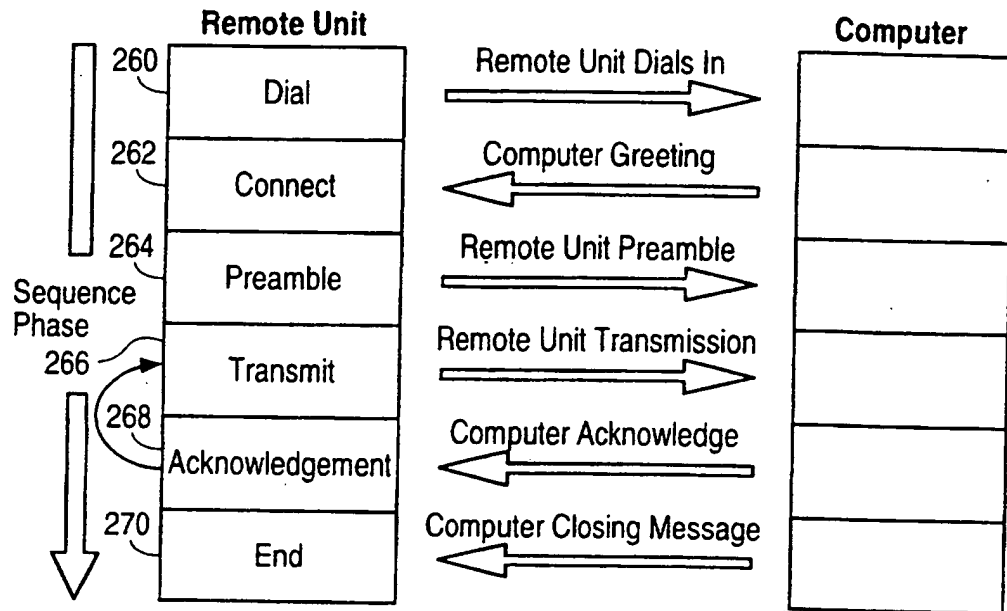 Remote Unit
Computer
260
Dial
Remote Unit Dials In
262
Connect
Computer Greeting
264
Preamble
Remote Unit Preamble
Sequence
Phase
266
Transmit
Remote Unit Transmission
268
Acknowledgement
Computer Acknowledge
270
End
Computer Closing Message